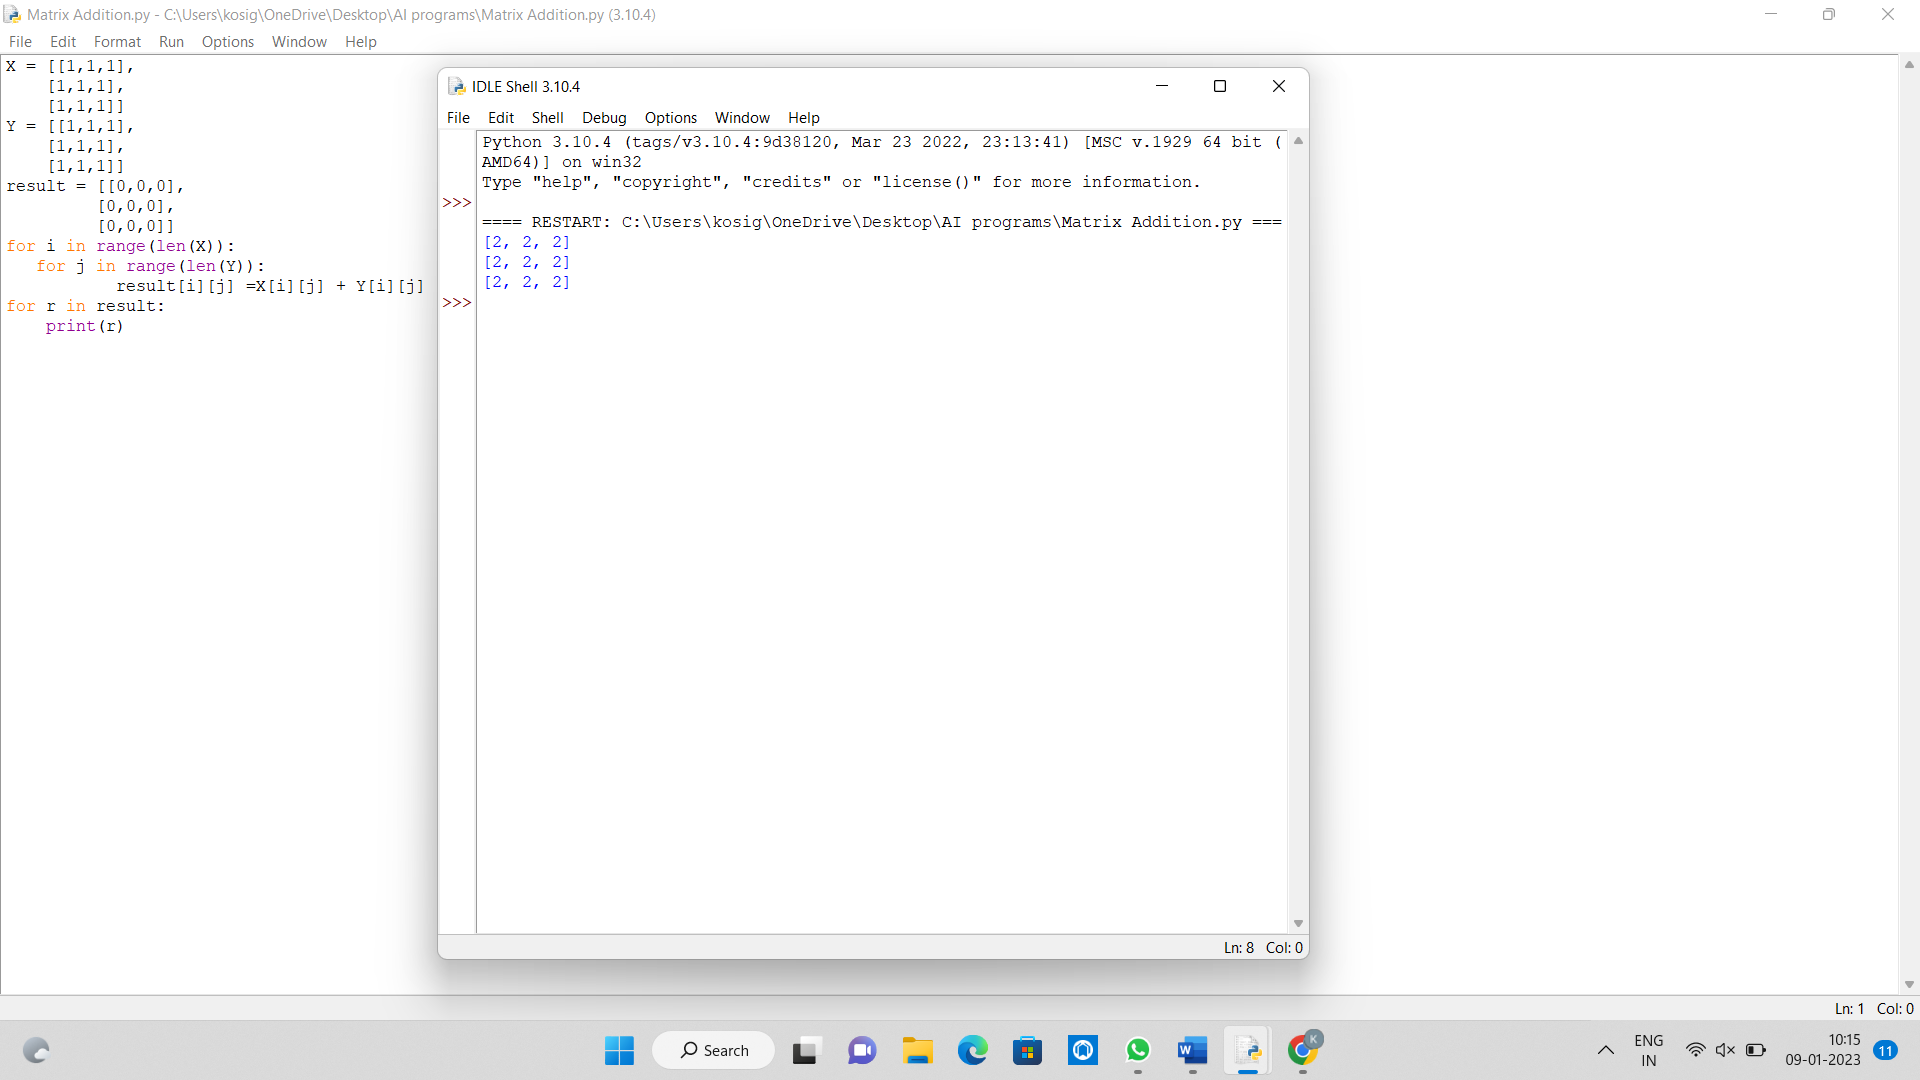 Matrix Addition.py - C:\Users\kosig\OneDrive\Desktop\AI programs\Matrix Addition.py (3.10.4)
File Edit Format Run Options Window Help
X = [[1,1,1],
    [1,1,1],
    [1,1,1]]
Y = [[1,1,1],
    [1,1,1],
    [1,1,1]]
result = [[0,0,0],
         [0,0,0],
         [0,0,0]]
for i in range(len(X)):
   for j in range(len(Y)):
           result[i][j] =X[i][j] + Y[i][j]
for r in result:
    print(r)
IDLE Shell 3.10.4
File Edit Shell Debug Options Window Help
Python 3.10.4 (tags/v3.10.4:9d38120, Mar 23 2022, 23:13:41) [MSC v.1929 64 bit (
AMD64)] on win32
Type "help", "copyright", "credits" or "license()" for more information.
>>>
==== RESTART: C:\Users\kosig\OneDrive\Desktop\AI programs\Matrix Addition.py ===
[2, 2, 2]
[2, 2, 2]
[2, 2, 2]
>>>
Ln: 8 Col: 0
Ln: 1 Col: 0
Search
W
K
ENG
IN
10:15
09-01-2023
11